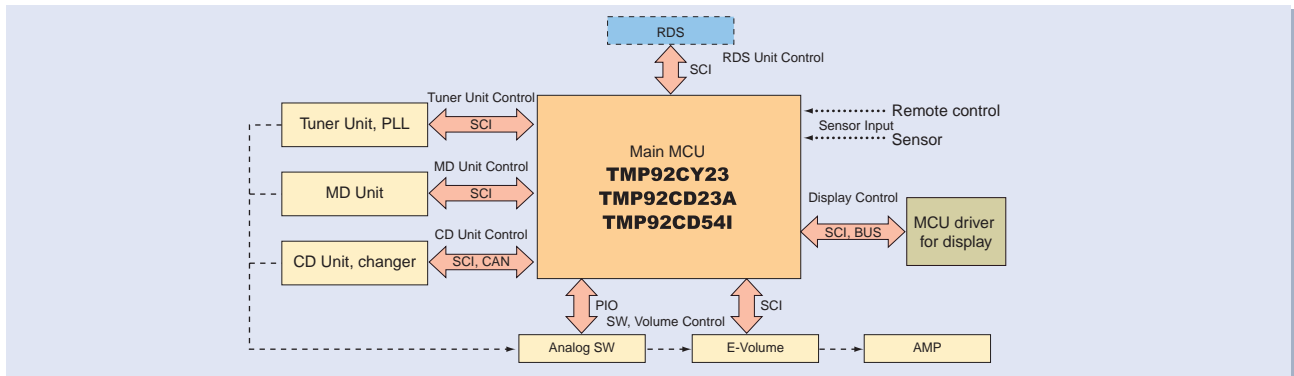 RDS
RDS Unit Control
SCI
Tuner Unit Control
Tuner Unit, PLL
SCI
Remote control
Sensor Input
Sensor
Main MCU
TMP92CY23
TMP92CD23A
TMP92CD54I
MD Unit Control
MD Unit
SCI
Display Control
SCI, BUS
MCU driver
for display
CD Unit Control
CD Unit, changer
SCI, CAN
PIO
SCI
SW, Volume Control
Analog SW
E-Volume
AMP